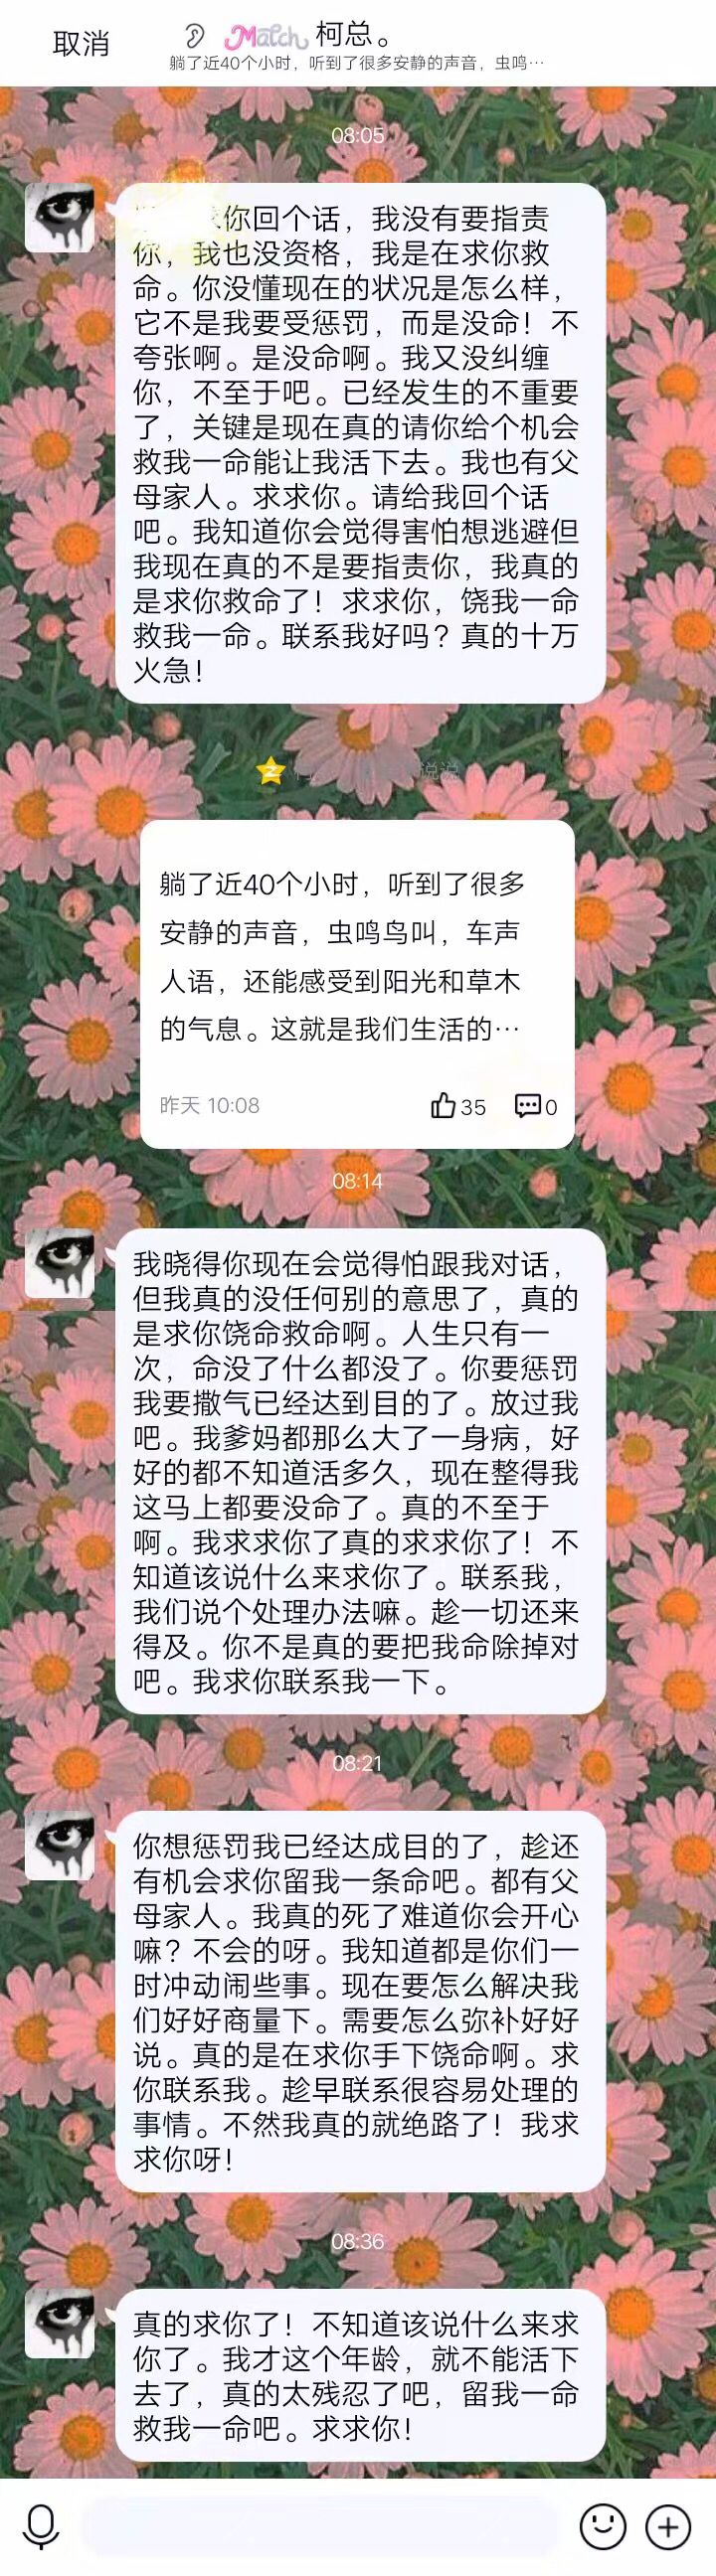 取消
Match 柯总。
躺了近40个小时，听到了很多安静的声音，虫鸣…
08:05
你回个话，我没有要指责
你，我也没资格，我是在求你救
命。你没懂现在的状况是怎么样，
它不是我要受惩罚，而是没命！不
夸张啊。是没命啊。我又没纠缠
你，不至于吧。已经发生的不重要
了，关键是现在真的请你给个机会
救我一命能让我活下去。我也有父
母家人。求求你。请给我回个话
吧。我知道你会觉得害怕想逃避但
我现在真的不是要指责你，我真的
是求你救命了！求求你，饶我一命
救我一命。联系我好吗？真的十万
火急！
说说
躺了近40个小时，听到了很多
安静的声音，虫鸣鸟叫，车声
人语，还能感受到阳光和草木
的气息。这就是我们生活的…
昨天 10:08
35
0
08:14
我晓得你现在会觉得怕跟我对话，
但我真的没任何别的意思了，真的
是求你饶命救命啊。人生只有一
次，命没了什么都没了。你要惩罚
我要撒气已经达到目的了。放过我
吧。我爹妈都那么大了一身病，好
好的都不知道活多久，现在整得我
这马上都要没命了。真的不至于
啊。我求求你了真的求求你了！不
知道该说什么来求你了。联系我，
我们说个处理办法嘛。趁一切还来
得及。你不是真的要把我命除掉对
吧。我求你联系我一下。
08:21
你想惩罚我已经达成目的了，趁还
有机会求你留我一条命吧。都有父
母家人。我真的死了难道你会开心
嘛？不会的呀。我知道都是你们一
时冲动闹些事。现在要怎么解决我
们好好商量下。需要怎么弥补好好
说。真的是在求你手下饶命啊。求
你联系我。趁早联系很容易处理的
事情。不然我真的就绝路了！我求
求你呀！
08:36
真的求你了！不知道该说什么来求
你了。我才这个年龄，就不能活下
去了，真的太残忍了吧，留我一命
救我一命吧。求求你！